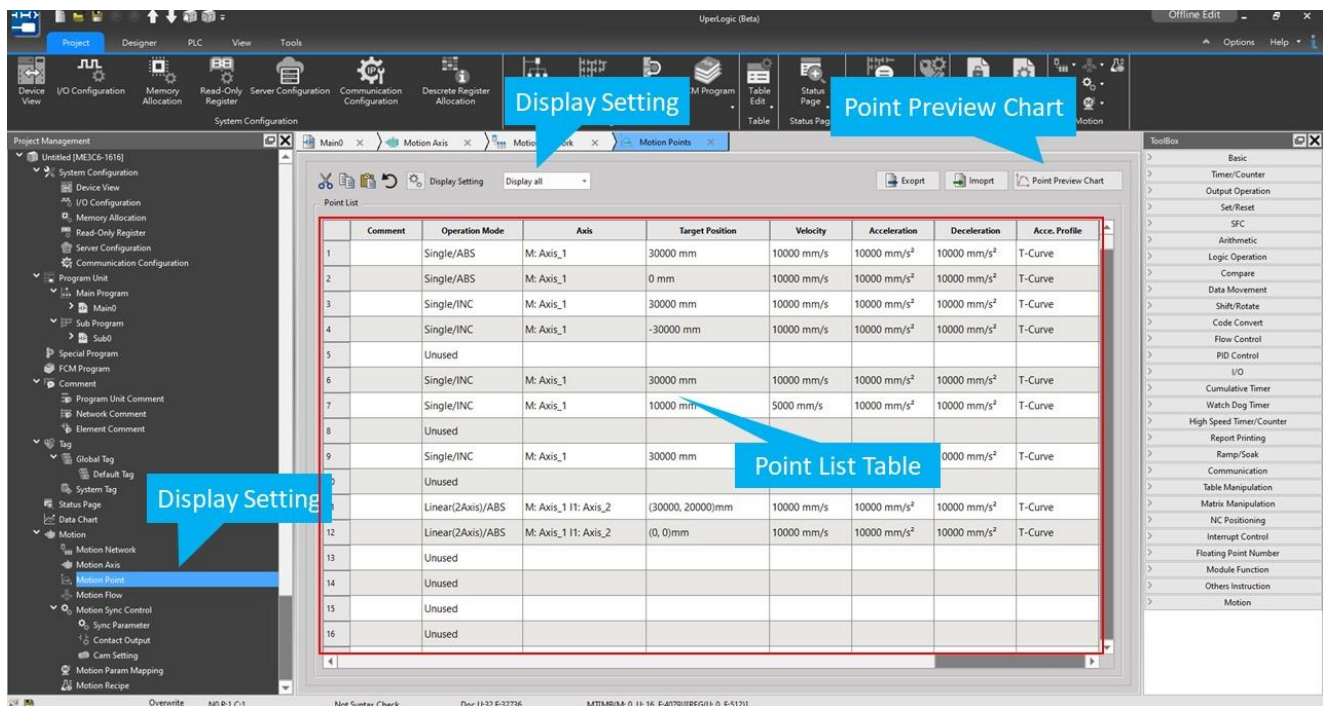 UperLogic (Beta)
Offline Edit
Project Designer PLC View Tools
Options Help
Device View
I/O Configuration
Memory Allocation
Read-Only Register
Server Configuration
Communication Configuration
Descrete Register Allocation
CM Program
Table Edit
Status Page
System Configuration
Table
Status Pag
Motion
Display Setting
Point Preview Chart
Project Management
Main0 Motion Axis Motion Network Motion Points
ToolBox
Untitled [ME3C6-1616]
System Configuration
Device View
I/O Configuration
Memory Allocation
Read-Only Register
Server Configuration
Communication Configuration
Program Unit
Main Program
Main0
Sub Program
Sub0
Special Program
FCM Program
Comment
Program Unit Comment
Network Comment
Element Comment
Tag
Global Tag
Default Tag
System Tag
Status Page
Data Chart
Motion
Motion Network
Motion Axis
Motion Point
Motion Flow
Motion Sync Control
Sync Parameter
Contact Output
Cam Setting
Motion Param Mapping
Motion Recipe
Display Setting
Display Setting Display all Exoprt Imoprt Point Preview Chart
Point List
Comment Operation Mode Axis Target Position Velocity Acceleration Deceleration Acce. Profile
1 Single/ABS M: Axis_1 30000 mm 10000 mm/s 10000 mm/s² 10000 mm/s² T-Curve
2 Single/ABS M: Axis_1 0 mm 10000 mm/s 10000 mm/s² 10000 mm/s² T-Curve
3 Single/INC M: Axis_1 30000 mm 10000 mm/s 10000 mm/s² 10000 mm/s² T-Curve
4 Single/INC M: Axis_1 -30000 mm 10000 mm/s 10000 mm/s² 10000 mm/s² T-Curve
5 Unused
6 Single/INC M: Axis_1 30000 mm 10000 mm/s 10000 mm/s² 10000 mm/s² T-Curve
7 Single/INC M: Axis_1 10000 mm 5000 mm/s 10000 mm/s² 10000 mm/s² T-Curve
8 Unused
9 Single/INC M: Axis_1 30000 mm 0000 mm/s² T-Curve
0 Unused
1 Linear(2Axis)/ABS M: Axis_1 I1: Axis_2 (30000, 20000)mm 10000 mm/s 10000 mm/s² 10000 mm/s² T-Curve
12 Linear(2Axis)/ABS M: Axis_1 I1: Axis_2 (0, 0)mm 10000 mm/s 10000 mm/s² 10000 mm/s² T-Curve
13 Unused
14 Unused
15 Unused
16 Unused
Point List Table
Basic
Timer/Counter
Output Operation
Set/Reset
SFC
Arithmetic
Logic Operation
Compare
Data Movement
Shift/Rotate
Code Convert
Flow Control
PID Control
I/O
Cumulative Timer
Watch Dog Timer
High Speed Timer/Counter
Report Printing
Ramp/Soak
Communication
Table Manipulation
Matrix Manipulation
NC Positioning
Interrupt Control
Floating Point Number
Module Function
Others Instruction
Motion
Overwrite N0 R:1 C:1 Not Syntax Check